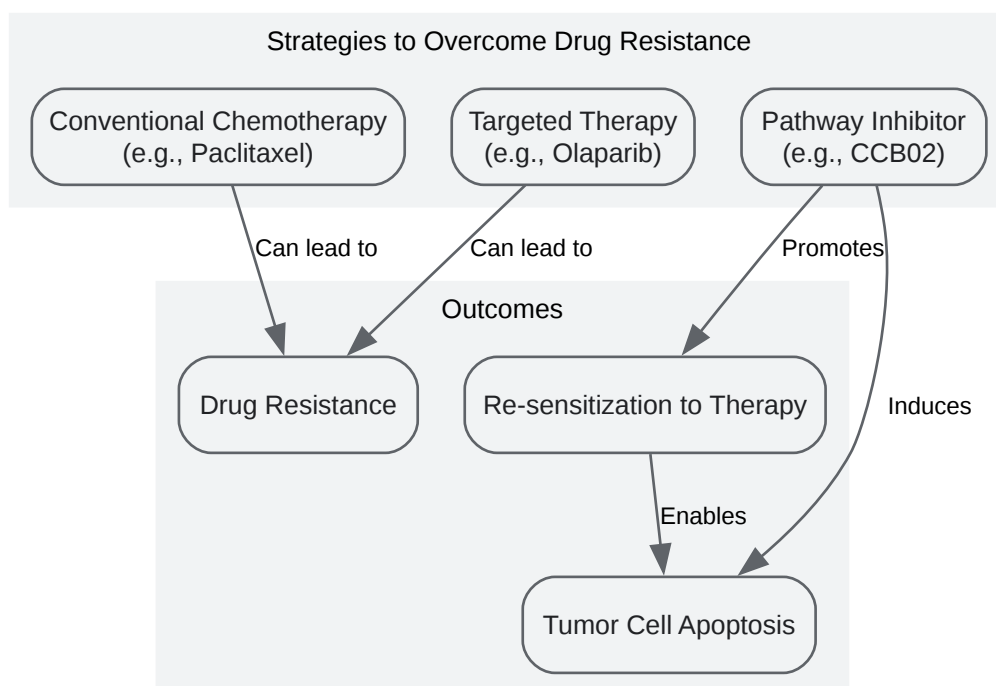 Strategies to Overcome Drug Resistance
Conventional Chemotherapy
(e.g., Paclitaxel)
Targeted Therapy
(e.g., Olaparib)
Pathway Inhibitor
(e.g., CCB02)
Can lead to
Can lead to
Promotes
Outcomes
Drug Resistance
Re-sensitization to Therapy
Induces
Enables
Tumor Cell Apoptosis